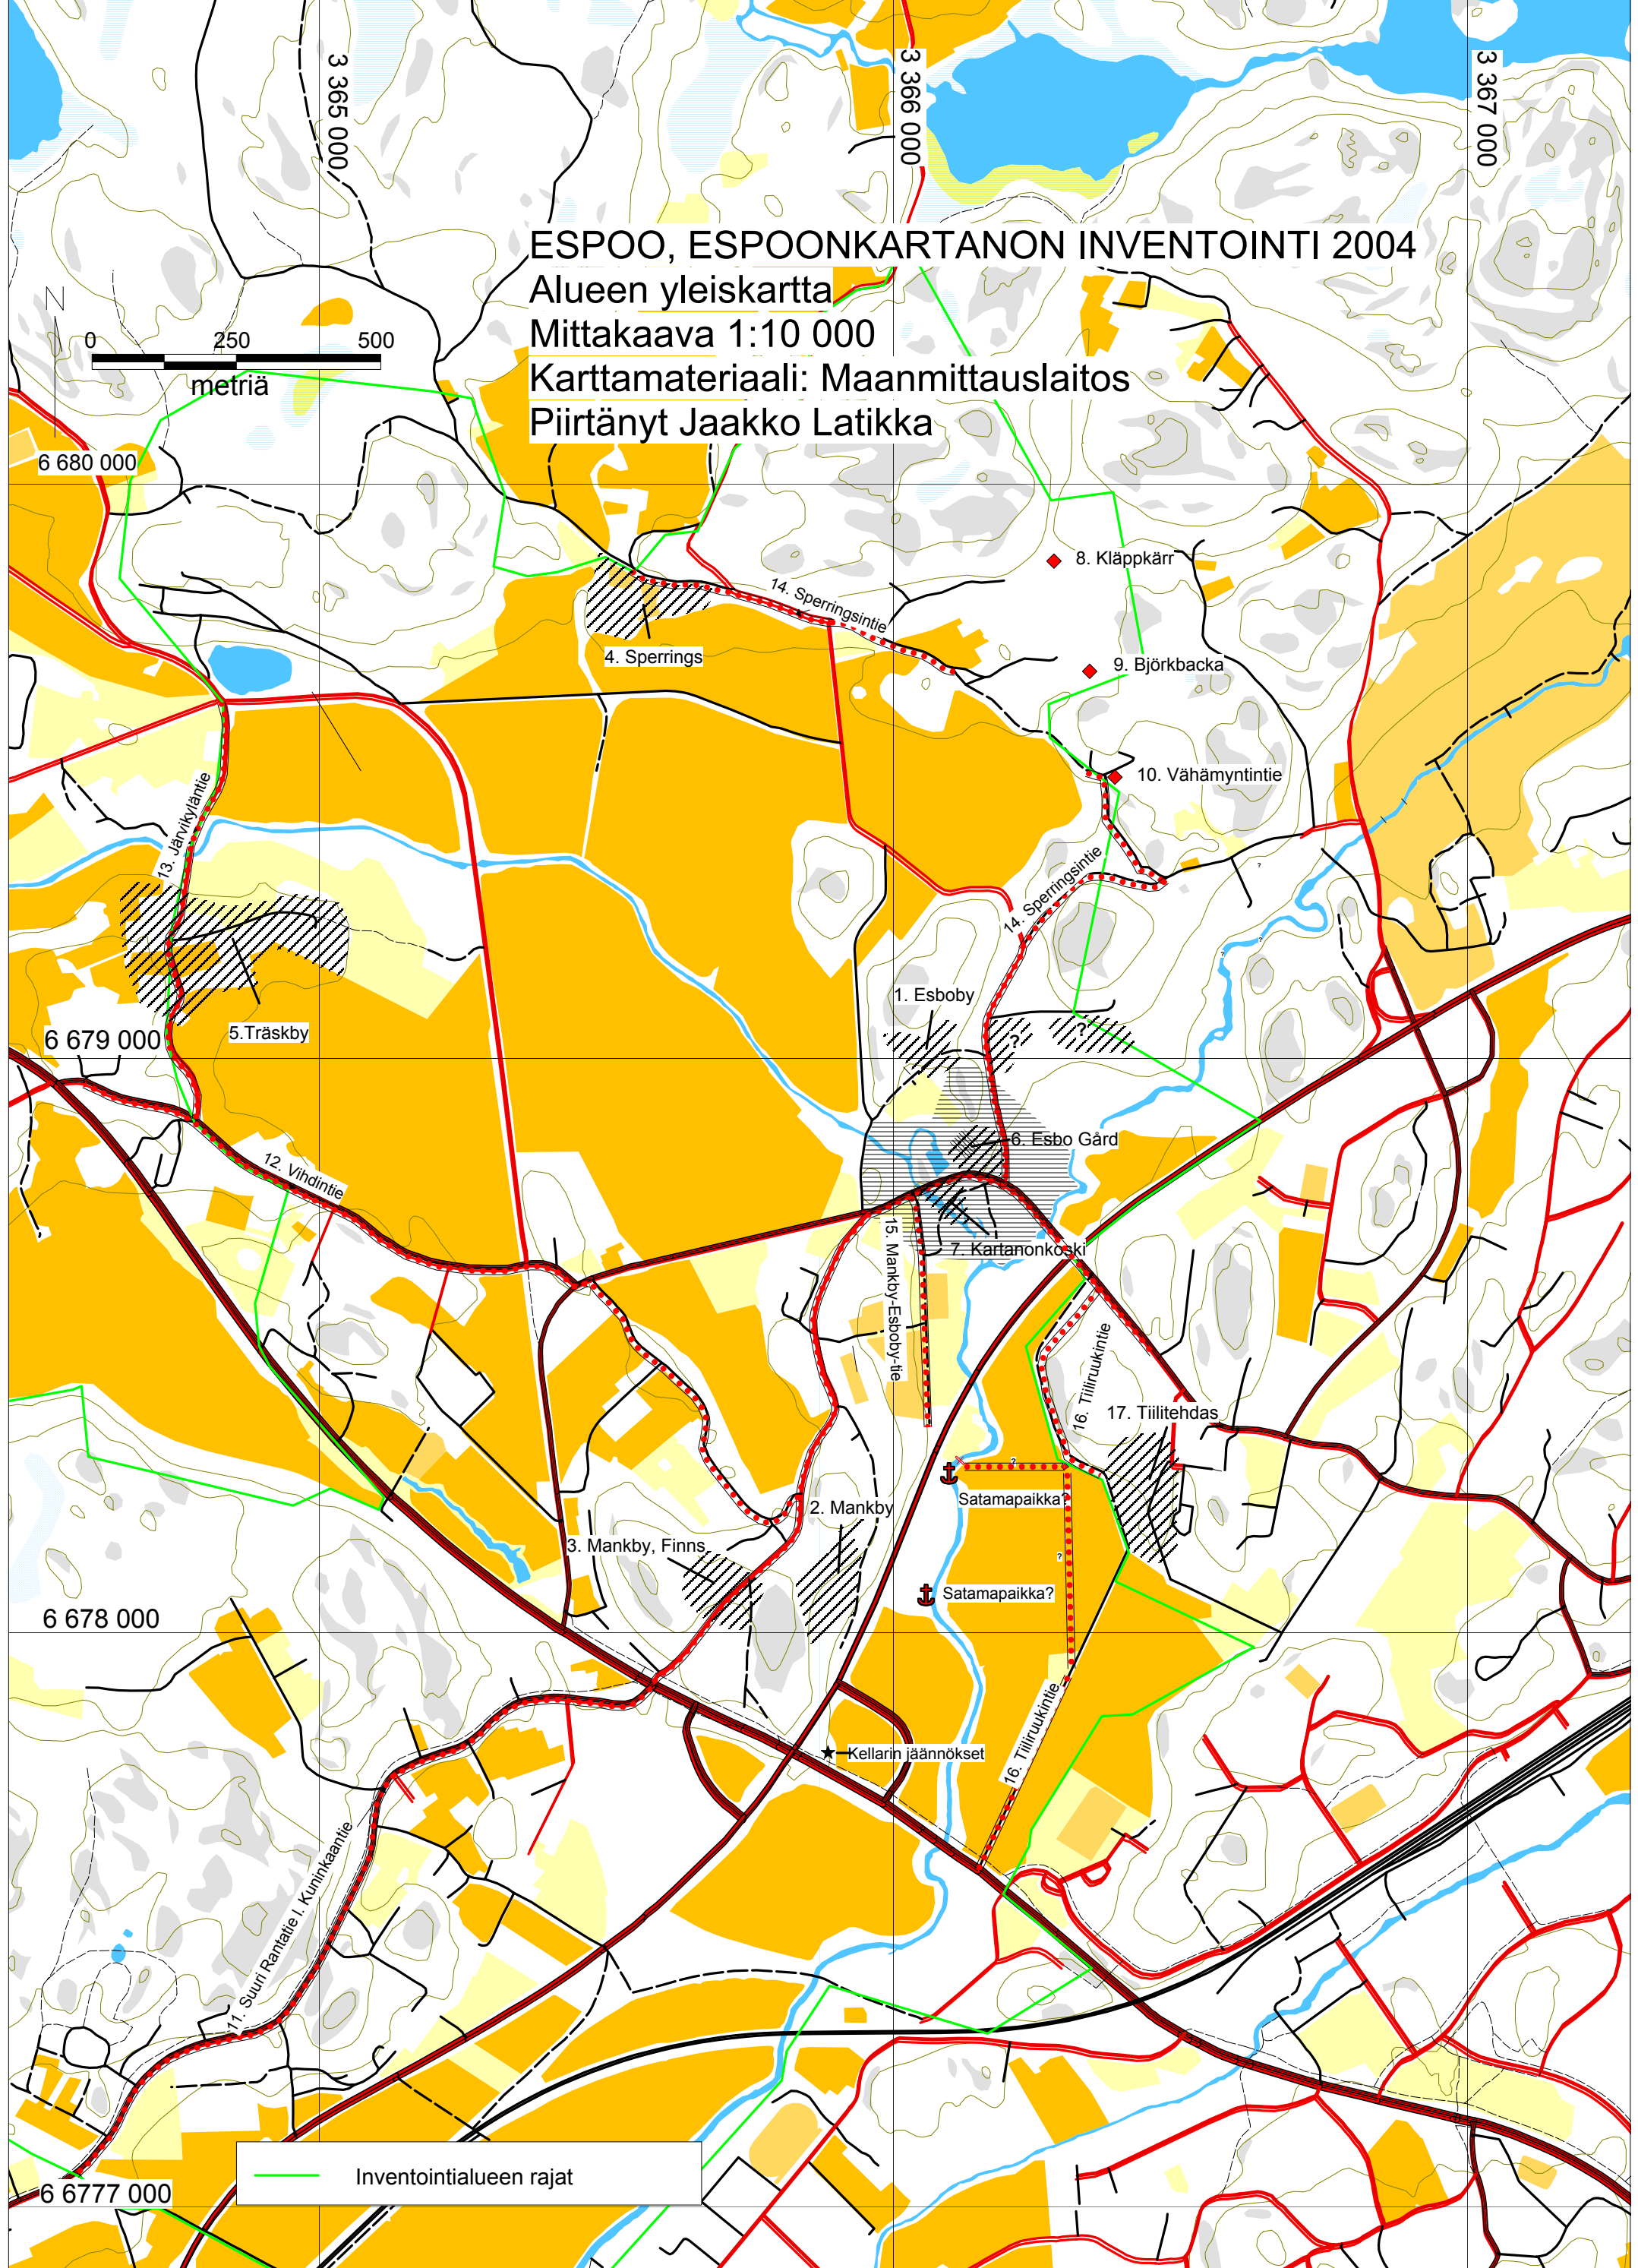 3 365 000
3 366 000
3 367 000
ESPOO, ESPOONKARTANON INVENTOINTI 2004
Alueen yleiskartta
Mittakaava 1:10 000
Karttamateriaali: Maanmittauslaitos
Piirtänyt Jaakko Latikka
N
0 250 500
metriä
6 680 000
8. Kläppkärr
14. Sperringsintie
4. Sperrings
9. Björkbacka
10. Vähämyntintie
13. Järvikyläntie
14. Sperringsintie
?
?
?
1. Esboby
5.Träskby
6 679 000
?
?
6. Esbo Gård
12. Vihdintie
15. Mankby-Esboby-tie
7. Kartanonkoski
16. Tiiliruukintie
17. Tiilitehdas
?
Satamapaikka?
2. Mankby
3. Mankby, Finns
?
Satamapaikka?
6 678 000
16. Tiiliruukintie
Kellarin jäännökset
11. Suuri Rantatie l. Kuninkaantie
Inventointialueen rajat
6 6777 000